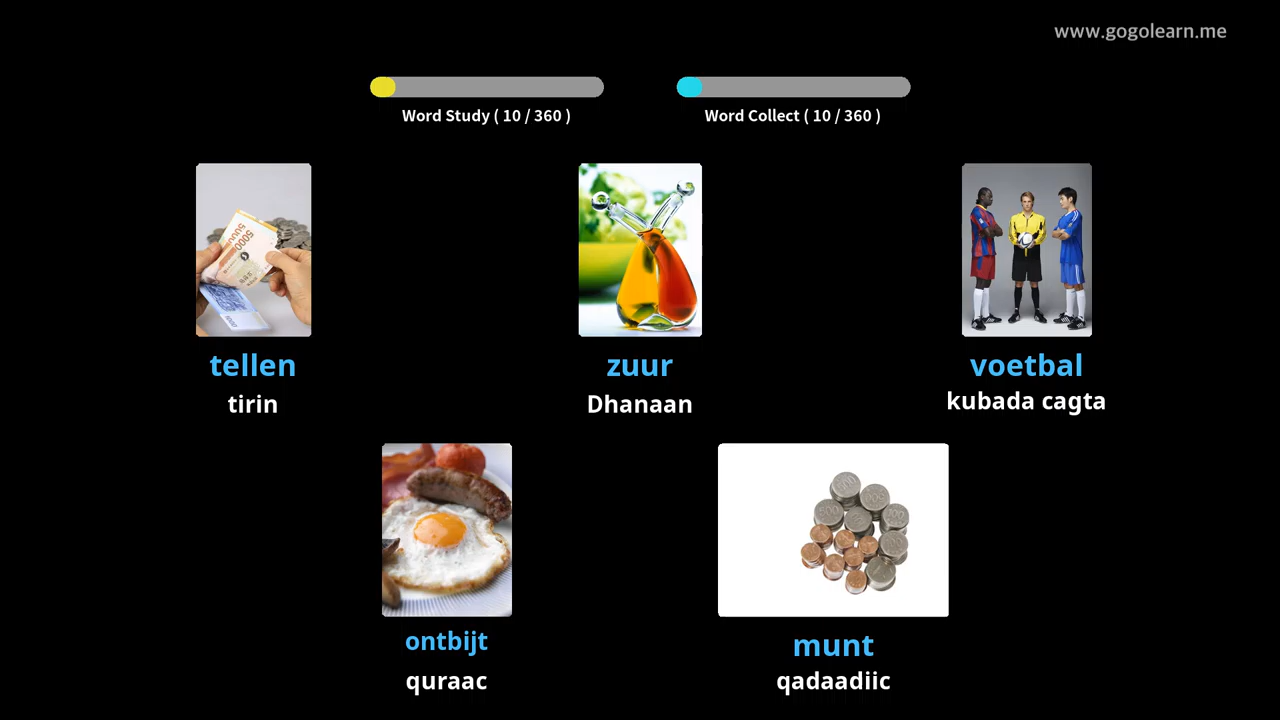 www.gogolearn.me
Word Study ( 10 / 360 )
Word Collect ( 10 / 360 )
tellen
tirin
zuur
Dhanaan
voetbal
kubada cagta
ontbijt
quraac
munt
qadaadiic